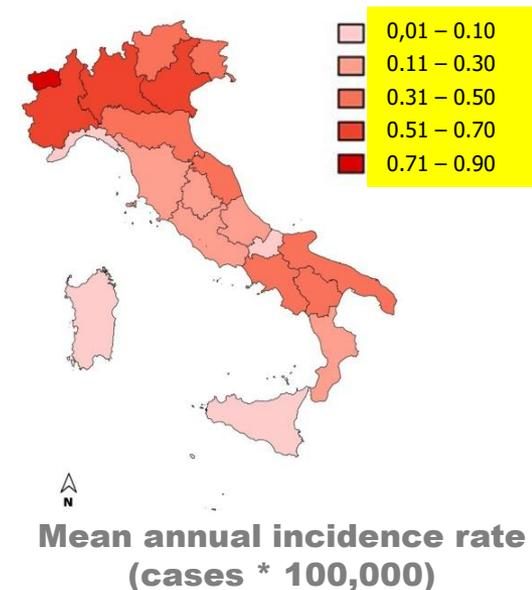 0,01 – 0.10
0.11 – 0.30
0.31 – 0.50
0.51 – 0.70
0.71 – 0.90
N
Mean annual incidence rate
(cases * 100,000)